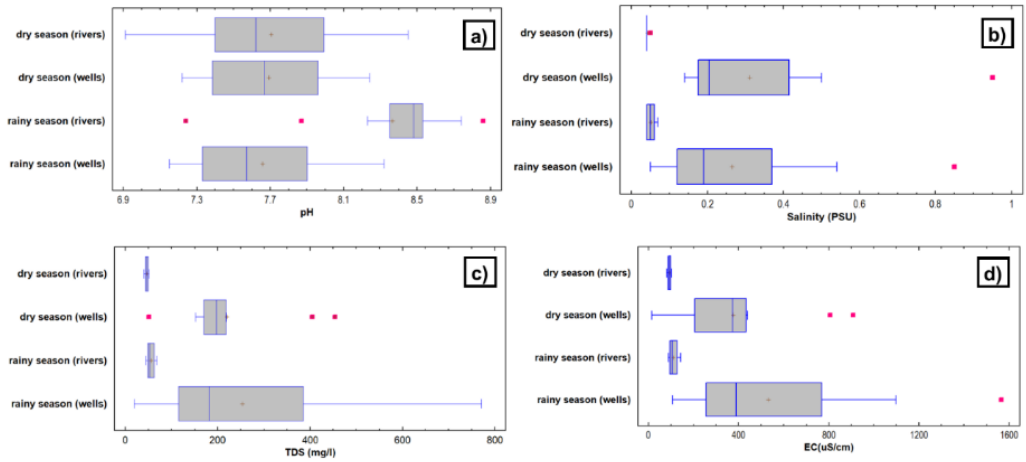 a)
dry season (rivers)
dry season (wells)
rainy season (rivers)
rainy season (wells)
6.9 7.3 7.7 8.1 8.5 8.9
pH
b)
dry season (rivers)
dry season (wells)
rainy season (rivers)
rainy season (wells)
0 0.2 0.4 0.6 0.8 1
Salinity (PSU)
c)
dry season (rivers)
dry season (wells)
rainy season (rivers)
rainy season (wells)
0 200 400 600 800
TDS (mg/l)
d)
dry season (rivers)
dry season (wells)
rainy season (rivers)
rainy season (wells)
0 400 800 1200 1600
EC(uS/cm)